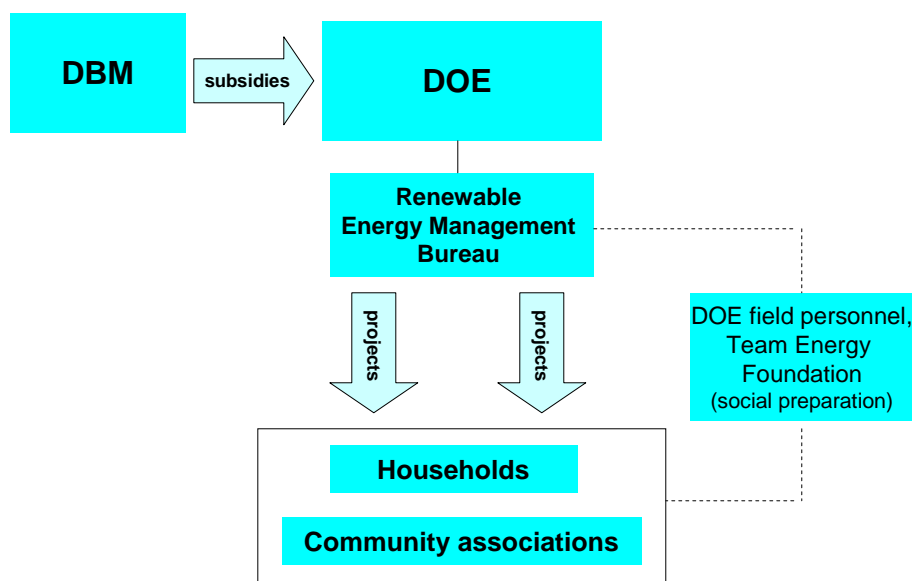 DBM
subsidies
DOE
Renewable
Energy Management
Bureau
projects
projects
DOE field personnel,
Team Energy
Foundation
(social preparation)
Households
Community associations